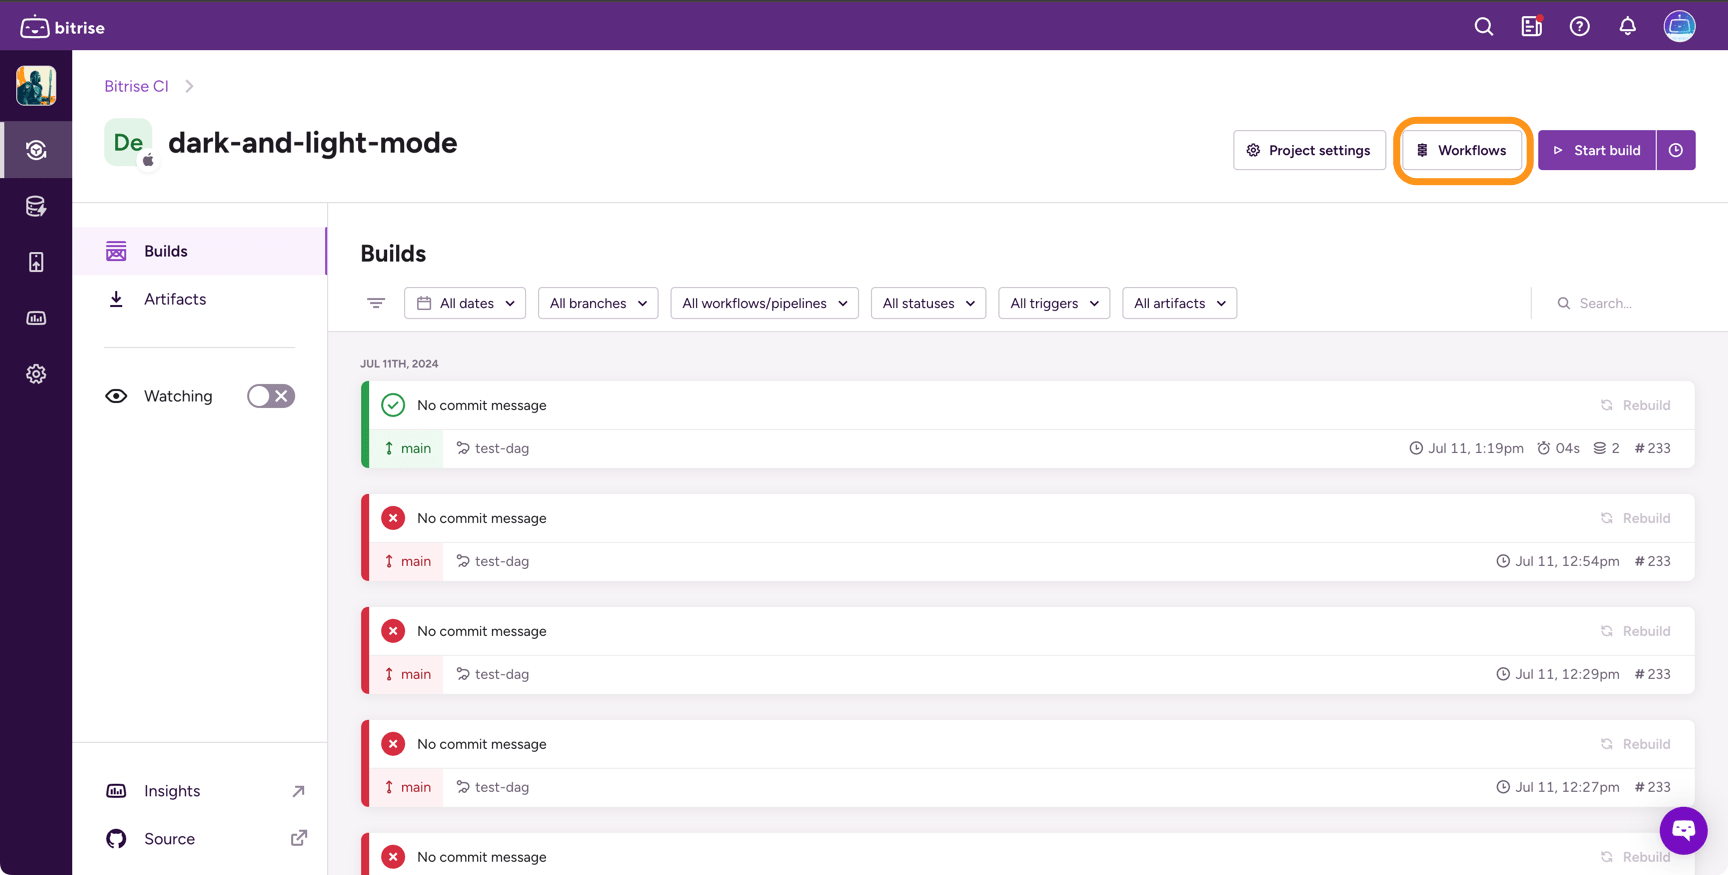 bitrise
Bitrise CI
De
dark-and-light-mode
Project settings
Workflows
Start build
Builds
Artifacts
Watching
Insights
Source
Builds
All dates
All branches
All workflows/pipelines
All statuses
All triggers
All artifacts
Search...
JUL 11TH, 2024
No commit message
Rebuild
main test-dag Jul 11, 1:19pm 04s 2 #233
No commit message
Rebuild
main test-dag Jul 11, 12:54pm #233
No commit message
Rebuild
main test-dag Jul 11, 12:29pm #233
No commit message
Rebuild
main test-dag Jul 11, 12:27pm #233
No commit message
Rebuild